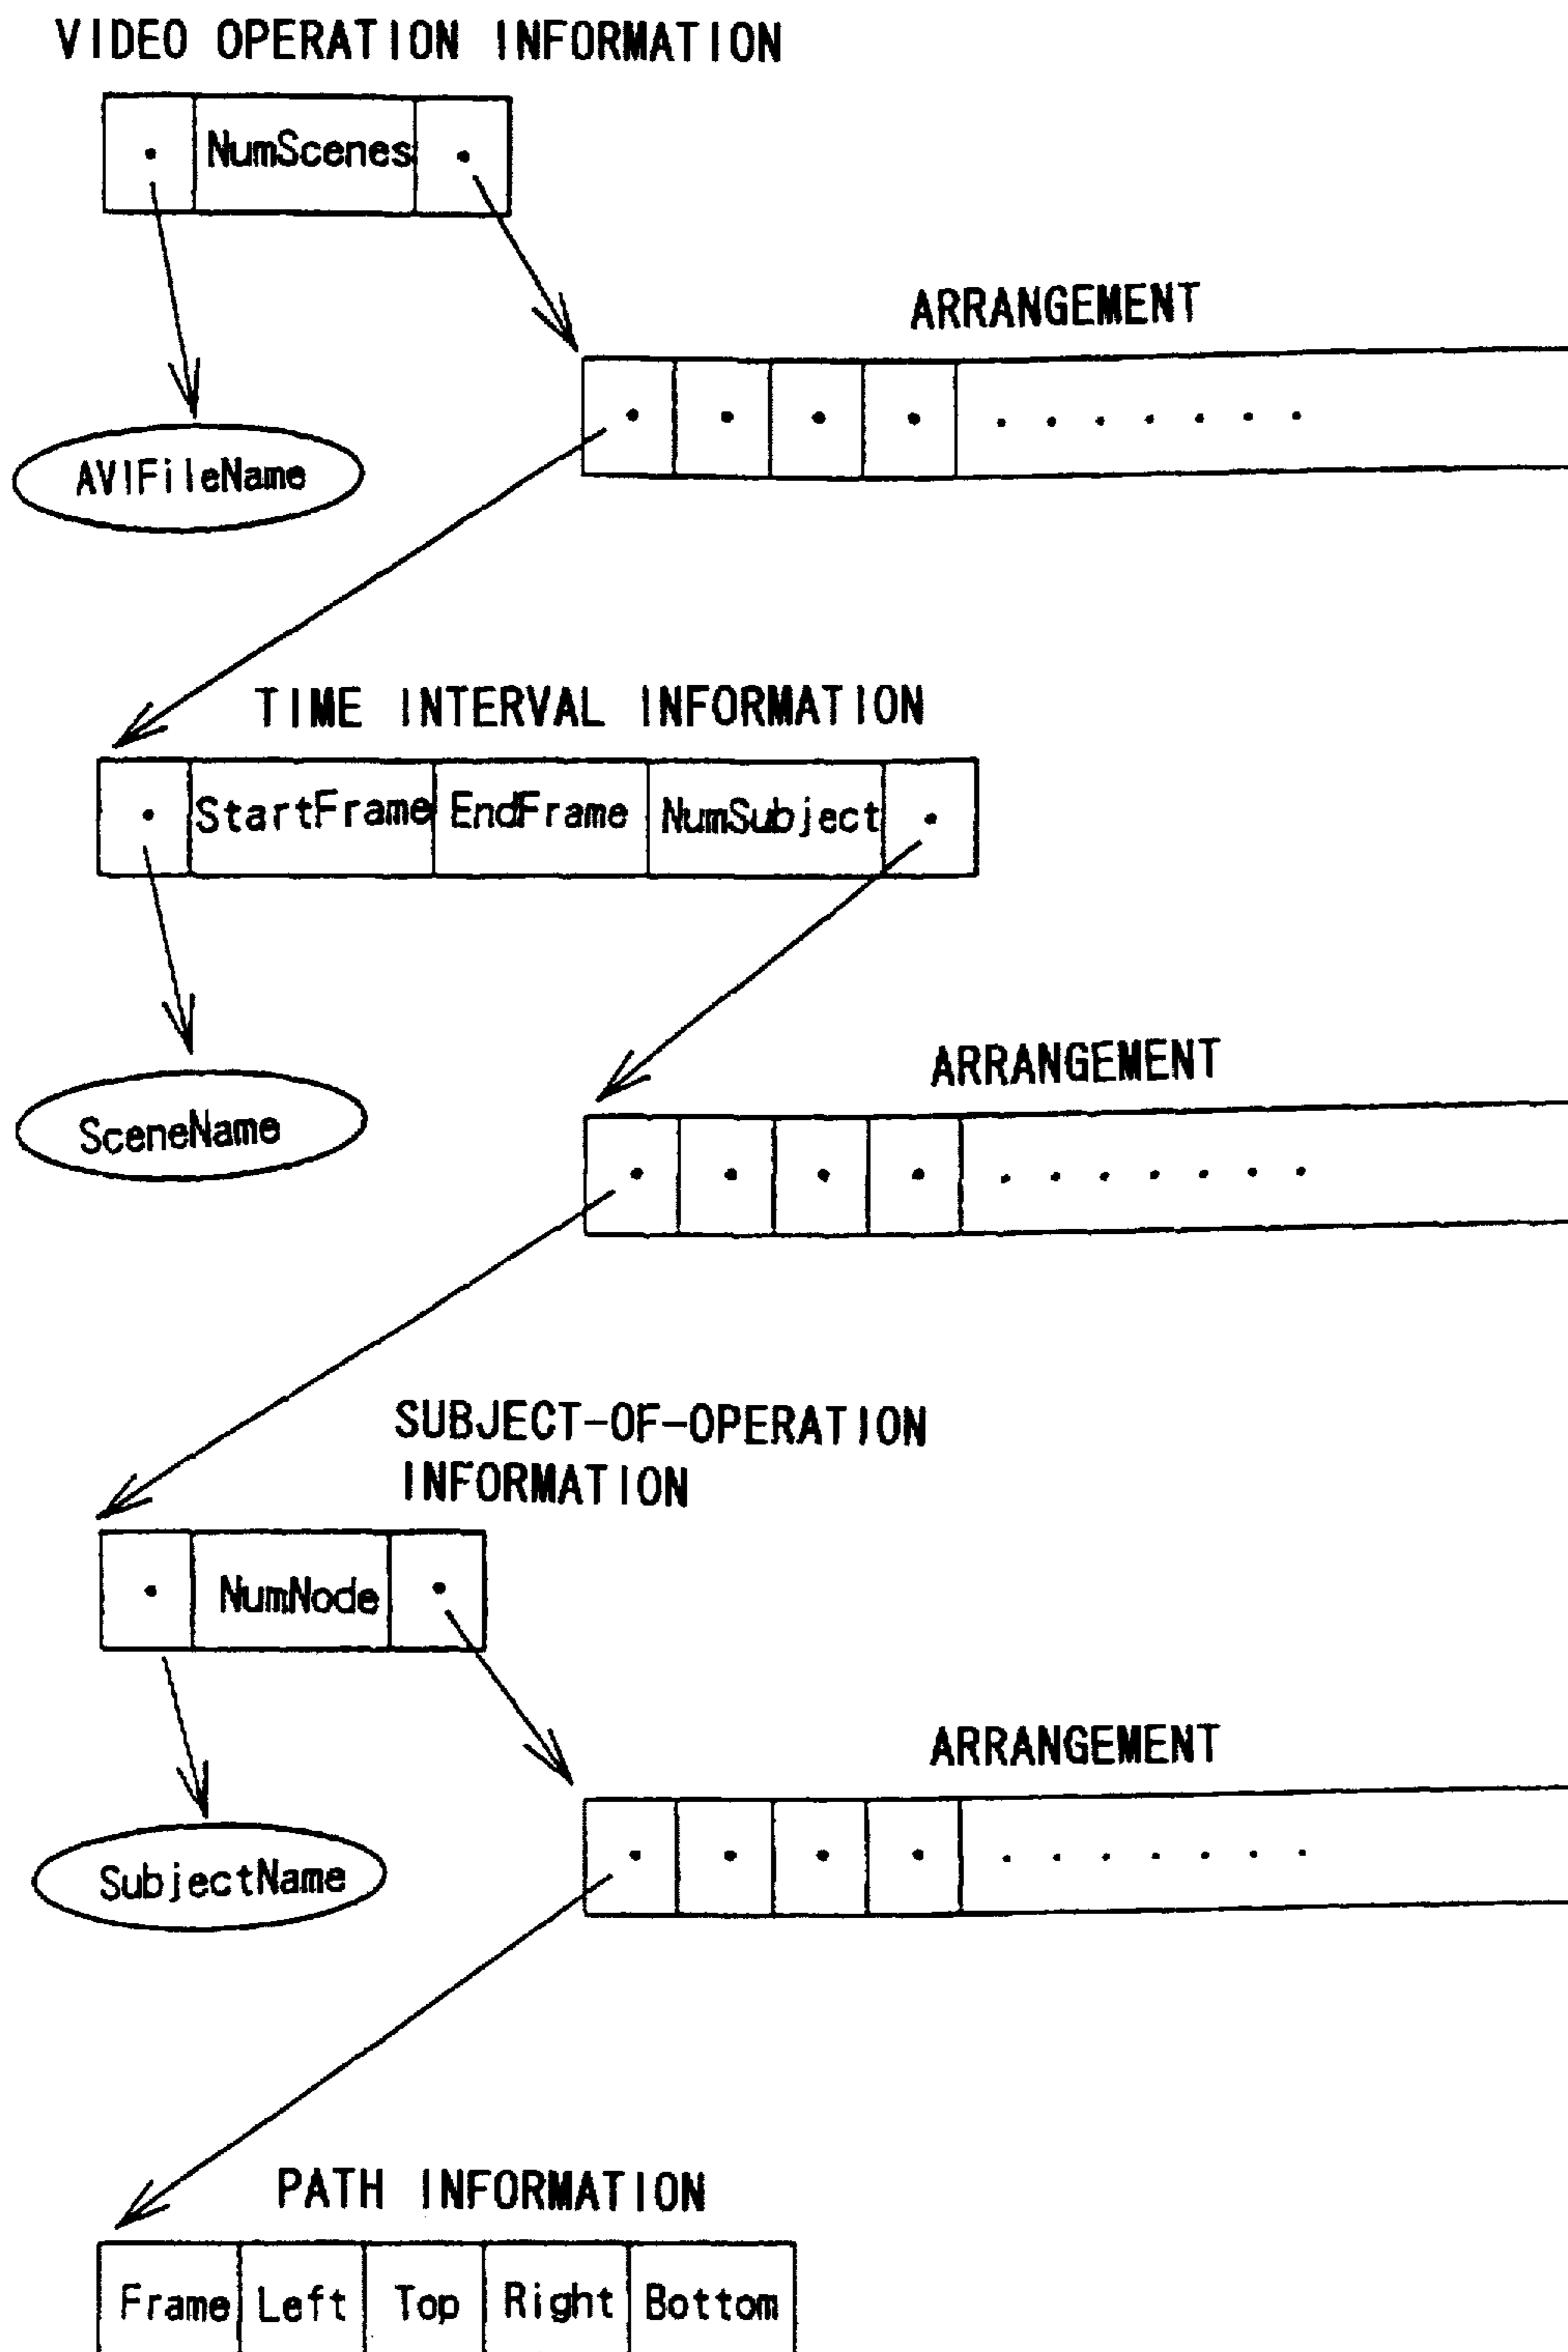 VIDEO OPERATION INFORMATION
NumScenes
ARRANGEMENT
AVIFileName
TIME INTERVAL INFORMATION
StartFrame EndFrame NumSubject
ARRANGEMENT
SceneName
SUBJECT-OF-OPERATION
INFORMATION
NumNode
ARRANGEMENT
SubjectName
PATH INFORMATION
Frame Left Top Right Bottom